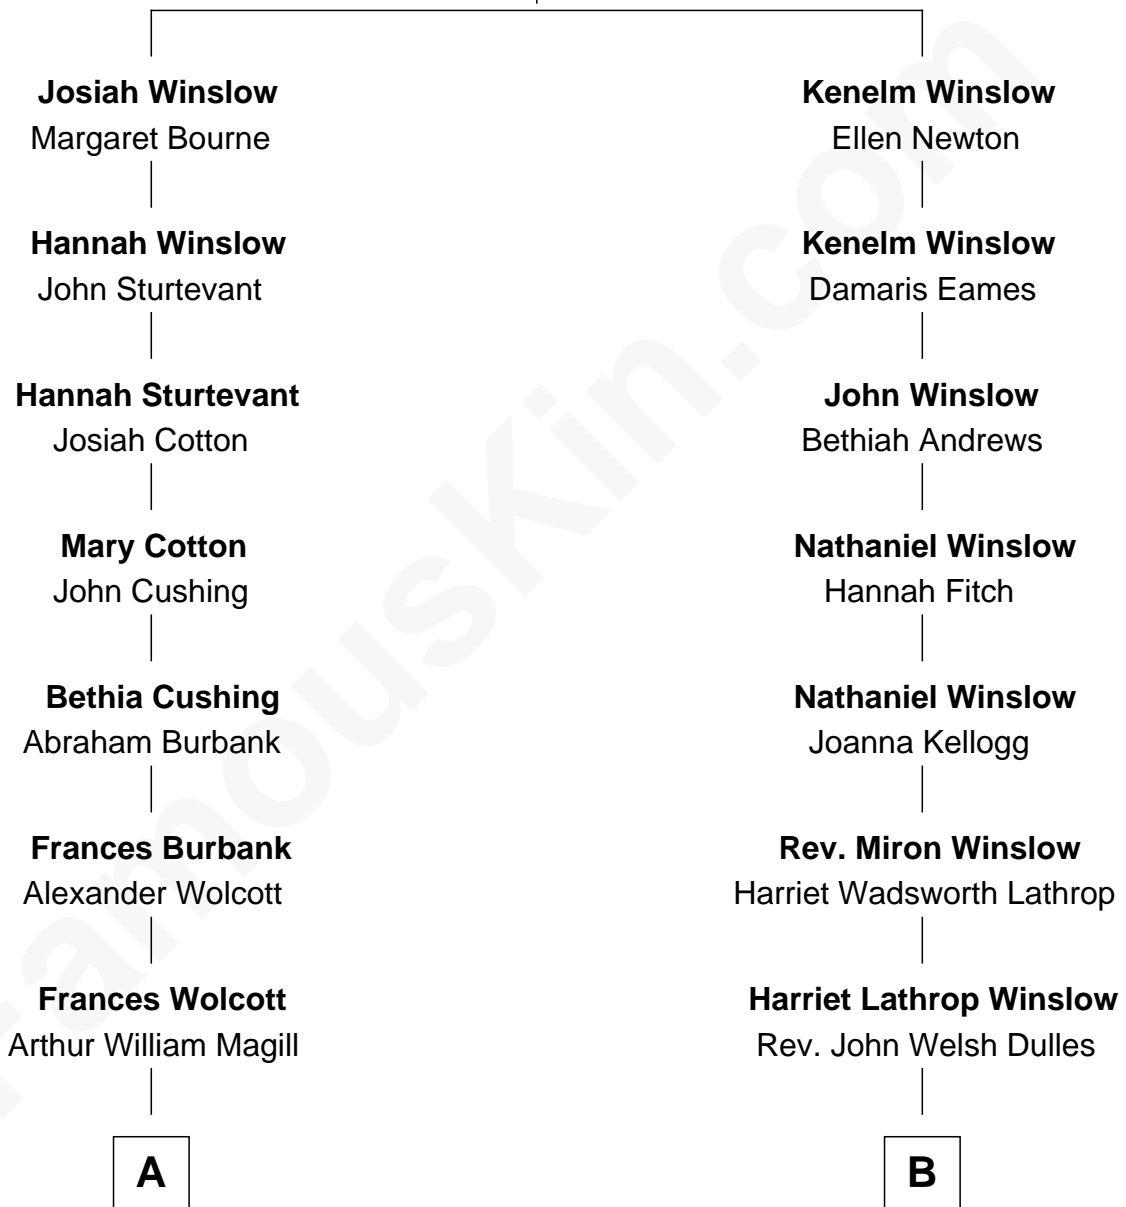 Josiah Winslow
Margaret Bourne
Hannah Winslow
John Sturtevant
Hannah Sturtevant
Josiah Cotton
Mary Cotton
John Cushing
Bethia Cushing
Abraham Burbank
Frances Burbank
Alexander Wolcott
Frances Wolcott
Arthur William Magill
A
Kenelm Winslow
Ellen Newton
Kenelm Winslow
Damaris Eames
John Winslow
Bethiah Andrews
Nathaniel Winslow
Hannah Fitch
Nathaniel Winslow
Joanna Kellogg
Rev. Miron Winslow
Harriet Wadsworth Lathrop
Harriet Lathrop Winslow
Rev. John Welsh Dulles
B
FamousKin.com